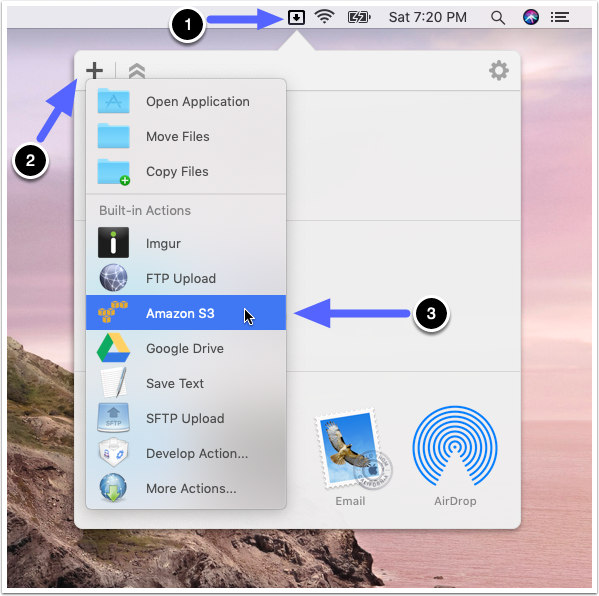 1
Sat 7:20 PM
2
Open Application
Move Files
Copy Files
Built-in Actions
Imgur
FTP Upload
Amazon S3
3
Google Drive
Save Text
SFTP
SFTP Upload
Develop Action...
More Actions...
Email
AirDrop